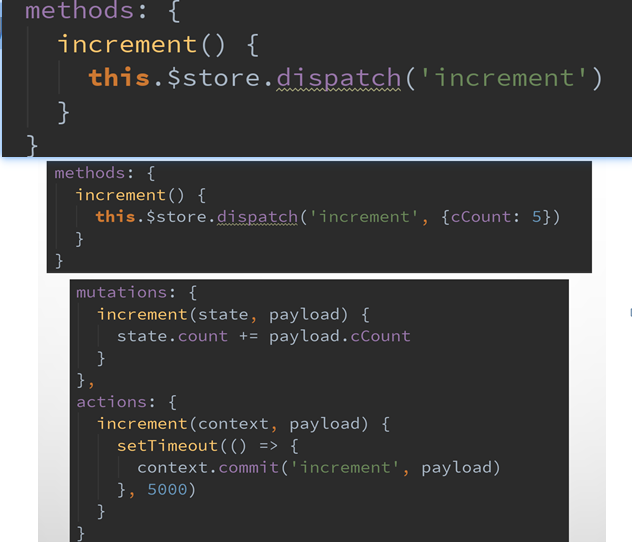 methods: {
increment() {
this.$store.dispatch('increment')
}
}
methods: {
increment() {
this.$store.dispatch('increment', {cCount: 5})
}
}
mutations: {
increment(state, payload) {
state.count += payload.cCount
}
},
actions: {
increment(context, payload) {
setTimeout(() => {
context.commit('increment', payload)
}, 5000)
}
}